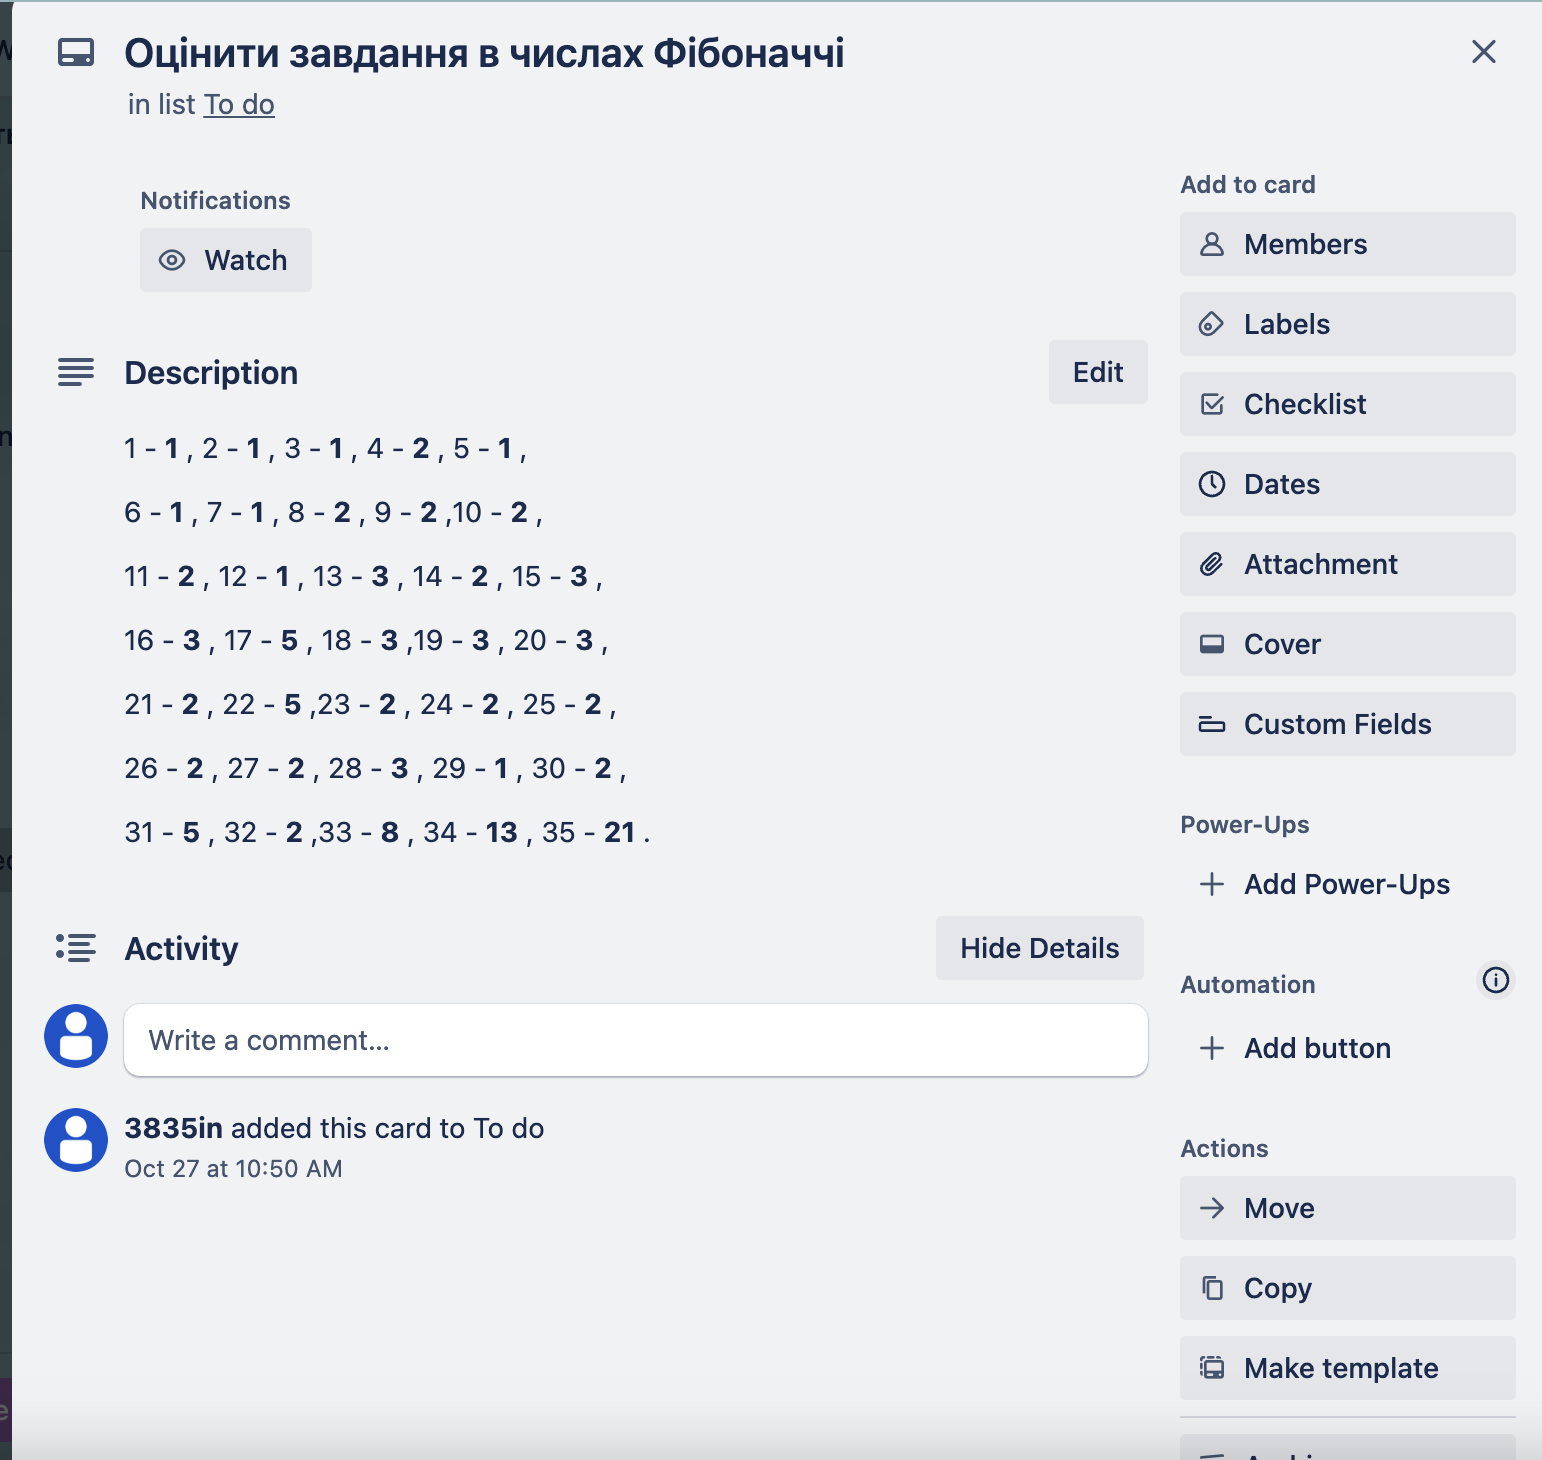 Оцінити завдання в числах Фібоначчі
in list To do
Notifications
Watch
Description
Edit
1 - 1 , 2 - 1 , 3 - 1 , 4 - 2 , 5 - 1 ,
6 - 1 , 7 - 1 , 8 - 2 , 9 - 2 ,10 - 2 ,
11 - 2 , 12 - 1 , 13 - 3 , 14 - 2 , 15 - 3 ,
16 - 3 , 17 - 5 , 18 - 3 ,19 - 3 , 20 - 3 ,
21 - 2 , 22 - 5 ,23 - 2 , 24 - 2 , 25 - 2 ,
26 - 2 , 27 - 2 , 28 - 3 , 29 - 1 , 30 - 2 ,
31 - 5 , 32 - 2 ,33 - 8 , 34 - 13 , 35 - 21 .
Activity
Hide Details
Write a comment...
3835in added this card to To do
Oct 27 at 10:50 AM
Add to card
Members
Labels
Checklist
Dates
Attachment
Cover
Custom Fields
Power-Ups
Add Power-Ups
Automation
Add button
Actions
Move
Copy
Make template